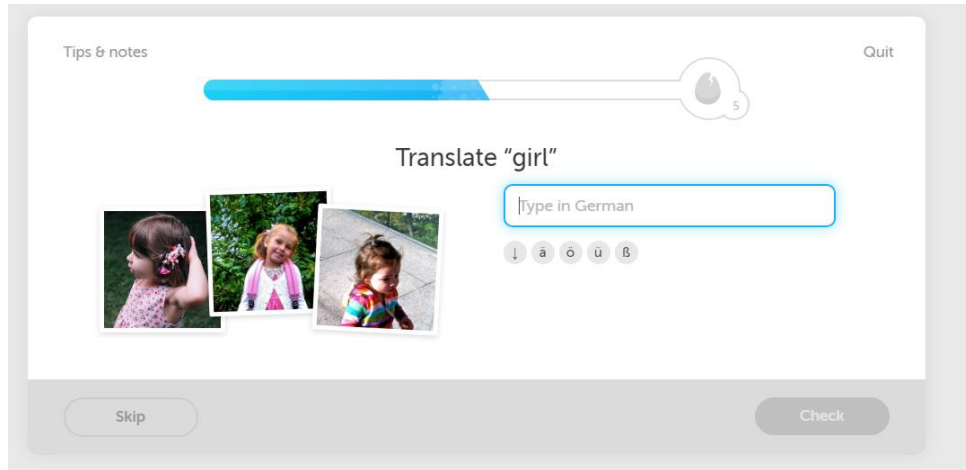 Tips & notes
Quit
5
Translate “girl”
Type in German
↓ ä ö ü ß
Skip
Check